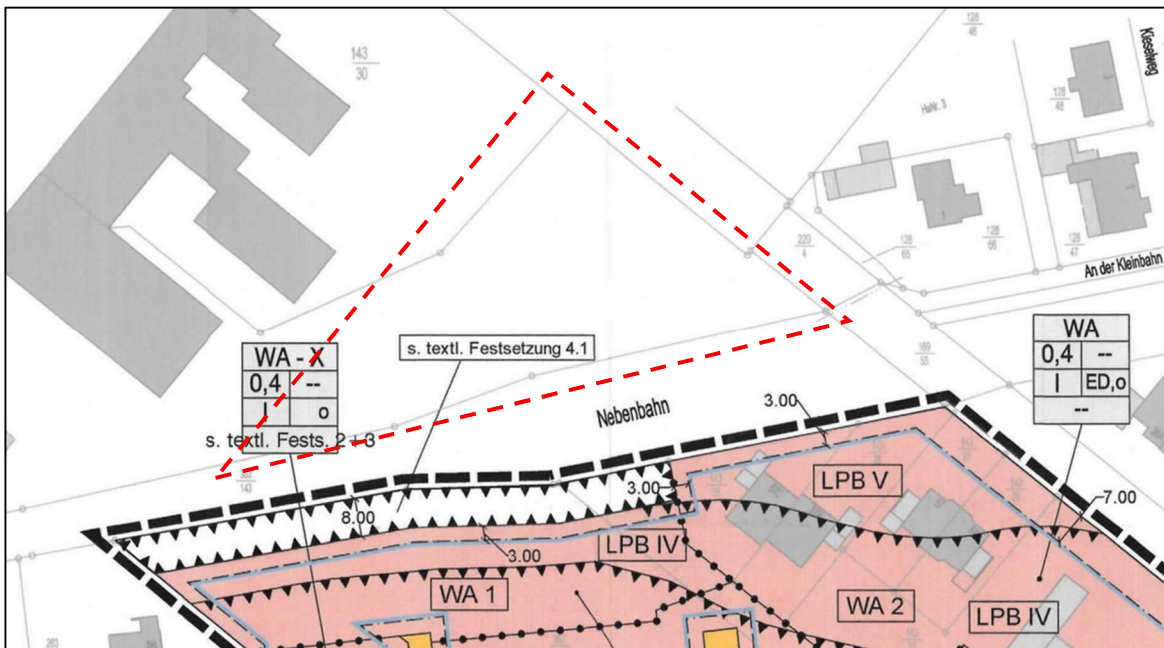 143
30
128
46
Kieselweg
128
48
HsNr. 3
220
4
128
65
128
66
128
47
An der Kleinbahn
WA - X
0,4 --
I o
s. textl. Fests. 2+3
s. textl. Festsetzung 4.1
WA
0,4 --
I ED,o
--
169
53
Nebenbahn
3.00
LPB V
3.00
7.00
8.00
3.00
LPB IV
WA 1
WA 2
LPB IV